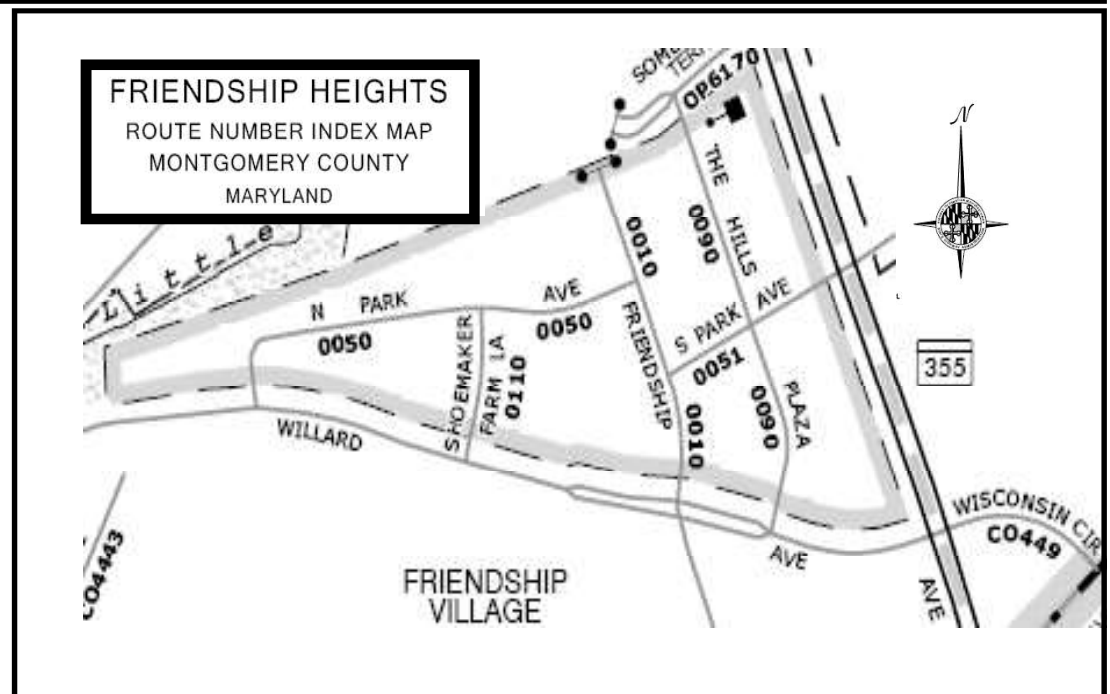 FRIENDSHIP HEIGHTS
ROUTE NUMBER INDEX MAP
MONTGOMERY COUNTY
MARYLAND
OP6170
N
THE HILLS PLAZA
0090
0090
FRIENDSHIP
0010
0010
L i t t l e
N PARK AVE
0050
0050
S PARK AVE
0051
355
SHOEMAKER
FARM LA
0110
WILLARD AVE
WISCONSIN CIR
CO449
AVE
CO4443
FRIENDSHIP
VILLAGE